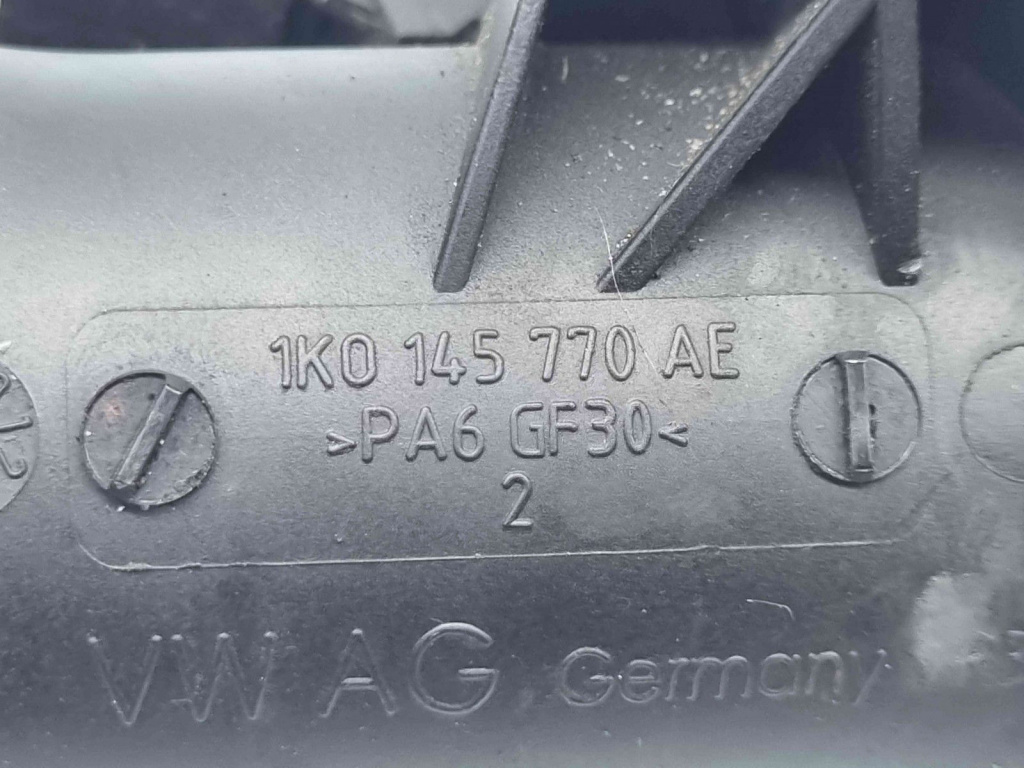 1K0 145 770 AE
>PA6 GF30<
2
VW AG Germany